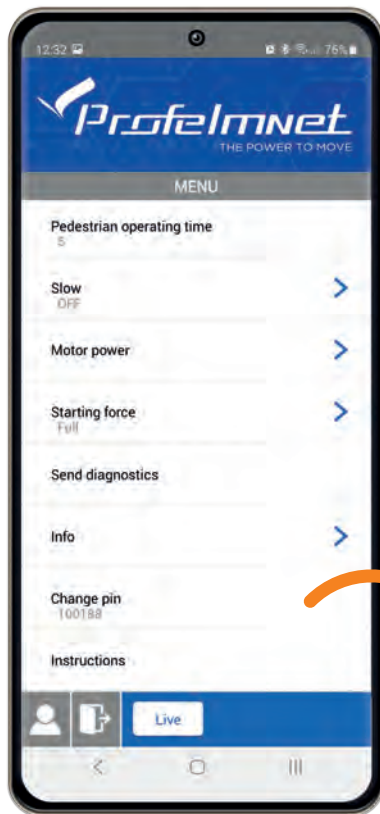 12:32 76%
Profelmnet
THE POWER TO MOVE
MENU
Pedestrian operating time
5
Slow
OFF
Motor power
Starting force
Full
Send diagnostics
Info
Change pin
100188
Instructions
Live